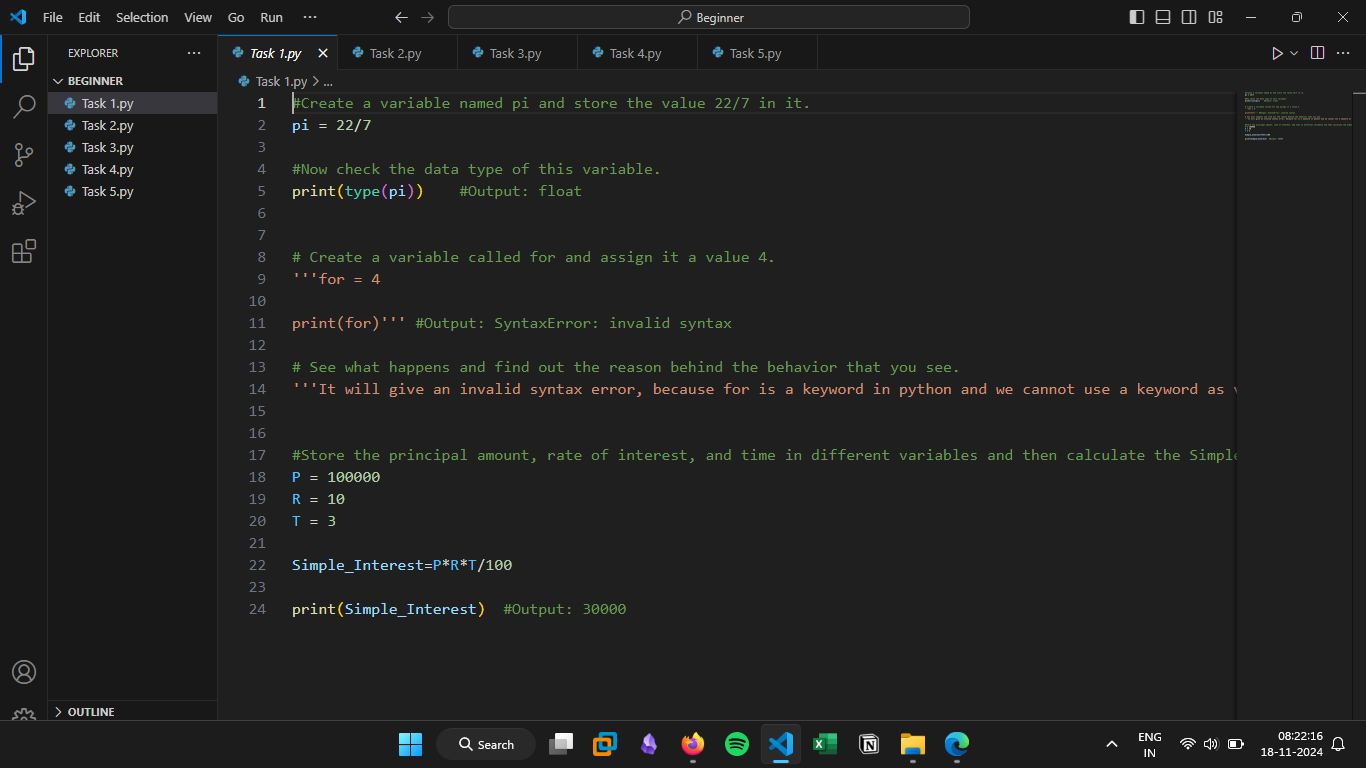 File Edit Selection View Go Run ···
Beginner
EXPLORER
BEGINNER
Task 1.py
Task 2.py
Task 3.py
Task 4.py
Task 5.py
OUTLINE
Task 1.py Task 2.py Task 3.py Task 4.py Task 5.py
Task 1.py > ...
1 #Create a variable named pi and store the value 22/7 in it.
2 pi = 22/7
3
4 #Now check the data type of this variable.
5 print(type(pi))    #Output: float
6
7
8 # Create a variable called for and assign it a value 4.
9 '''for = 4
10
11 print(for)''' #Output: SyntaxError: invalid syntax
12
13 # See what happens and find out the reason behind the behavior that you see.
14 '''It will give an invalid syntax error, because for is a keyword in python and we cannot use a keyword as
15
16
17 #Store the principal amount, rate of interest, and time in different variables and then calculate the Simple
18 P = 100000
19 R = 10
20 T = 3
21
22 Simple_Interest=P*R*T/100
23
24 print(Simple_Interest)  #Output: 30000
Search
ENG
IN
08:22:16
18-11-2024